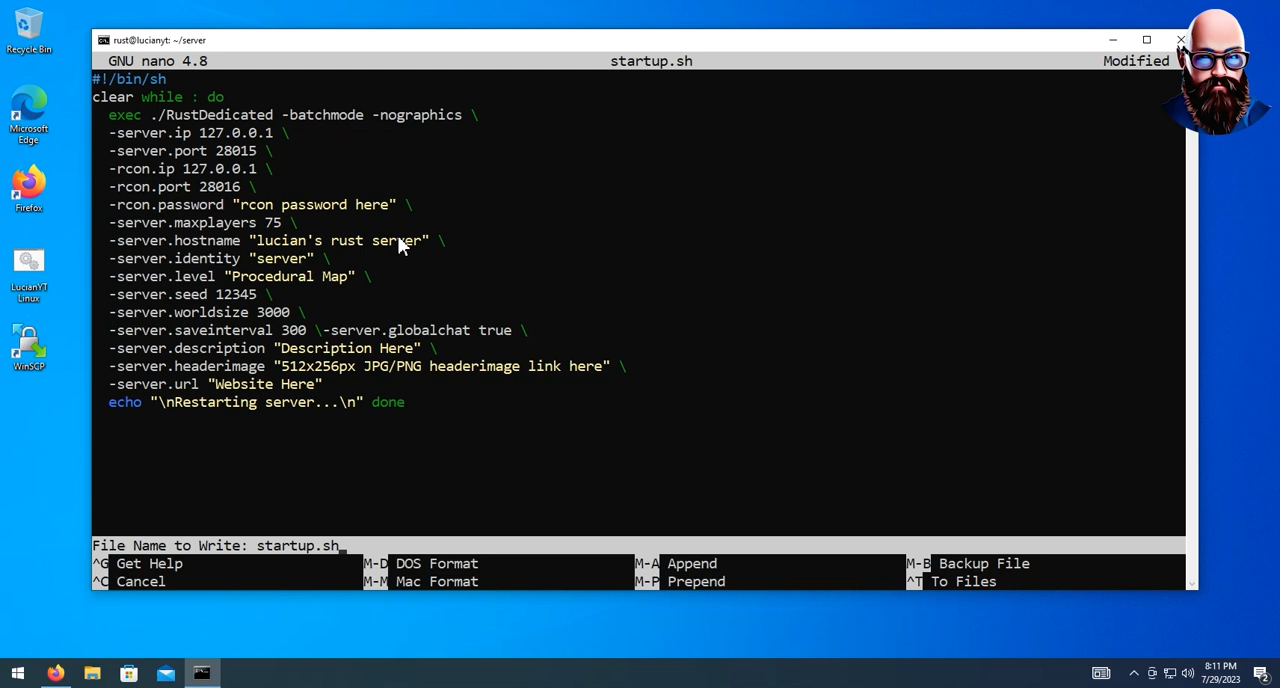 Recycle Bin
Microsoft
Edge
Firefox
LucianYT
Linux
WinSCP
rust@lucianyt: ~/server
GNU nano 4.8 startup.sh Modified
#!/bin/sh
clear while : do
exec ./RustDedicated -batchmode -nographics \
-server.ip 127.0.0.1 \
-server.port 28015 \
-rcon.ip 127.0.0.1 \
-rcon.port 28016 \
-rcon.password "rcon password here" \
-server.maxplayers 75 \
-server.hostname "lucian's rust server" \
-server.identity "server" \
-server.level "Procedural Map" \
-server.seed 12345 \
-server.worldsize 3000 \
-server.saveinterval 300 \-server.globalchat true \
-server.description "Description Here" \
-server.headerimage "512x256px JPG/PNG headerimage link here" \
-server.url "Website Here"
echo "\nRestarting server...\n" done
File Name to Write: startup.sh
^G Get Help M-D DOS Format M-A Append M-B Backup File
^C Cancel M-M Mac Format M-P Prepend ^T To Files
8:11 PM
7/29/2023
2